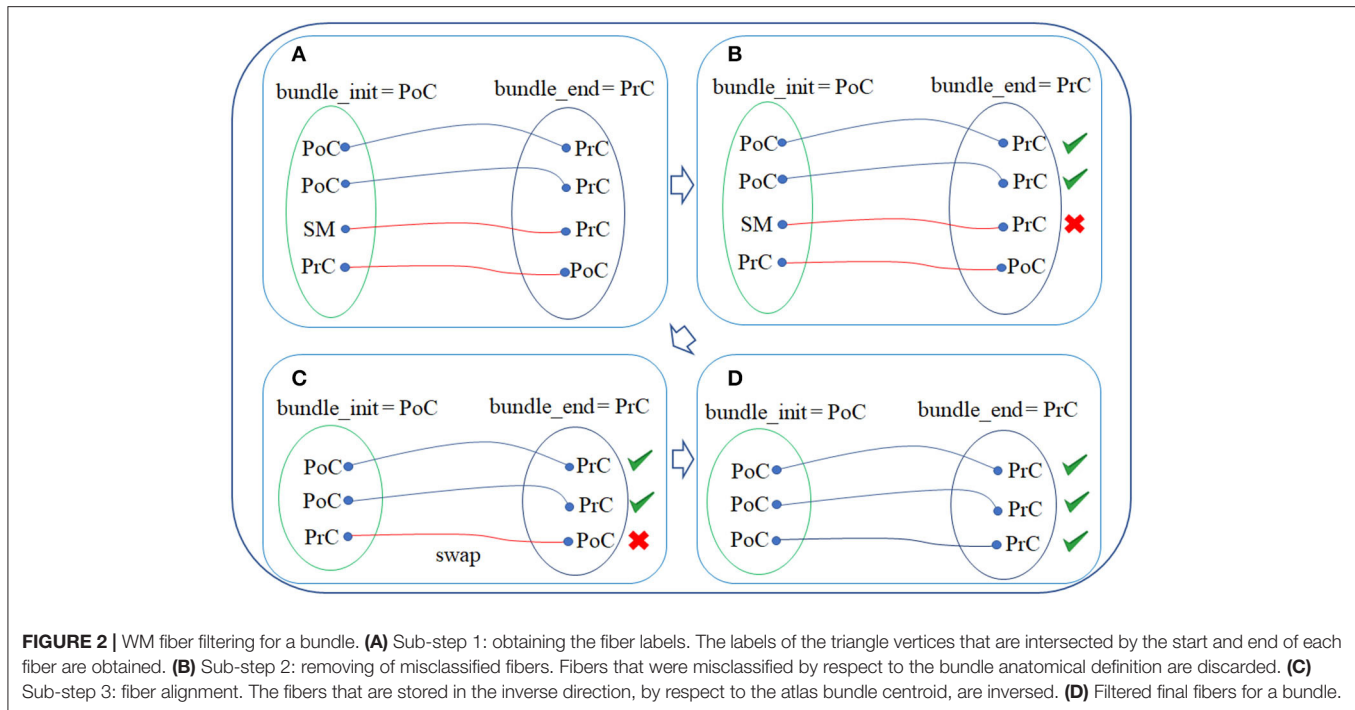 A
bundle_init = PoC bundle_end = PrC
PoC PrC
PoC PrC
SM PrC
PrC PoC
B
bundle_init = PoC bundle_end = PrC
PoC PrC
PoC PrC
SM PrC
PrC PoC
C
bundle_init = PoC bundle_end = PrC
PoC PrC
PoC PrC
PrC PoC
swap
D
bundle_init = PoC bundle_end = PrC
PoC PrC
PoC PrC
PoC PrC
FIGURE 2 | WM fiber filtering for a bundle. (A) Sub-step 1: obtaining the fiber labels. The labels of the triangle vertices that are intersected by the start and end of each
fiber are obtained. (B) Sub-step 2: removing of misclassified fibers. Fibers that were misclassified by respect to the bundle anatomical definition are discarded. (C)
Sub-step 3: fiber alignment. The fibers that are stored in the inverse direction, by respect to the atlas bundle centroid, are inversed. (D) Filtered final fibers for a bundle.